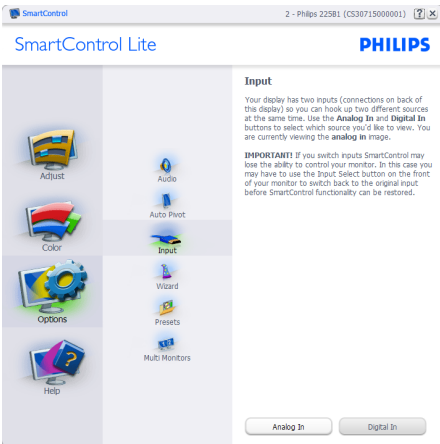 SmartControl
2 - Philips 225B1 (CS30715000001)
SmartControl Lite
PHILIPS
Adjust
Color
Options
Help
Audio
Auto Pivot
Input
Wizard
Presets
Multi Monitors
Input
Your display has two inputs (connections on back of
this display) so you can hook up two different sources
at the same time. Use the Analog In and Digital In
buttons to select which source you'd like to view. You
are currently viewing the analog in image.
IMPORTANT! If you switch inputs SmartControl may
lose the ability to control your monitor. In this case you
may have to use the Input Select button on the front
of your monitor to switch back to the original input
before SmartControl functionality can be restored.
Analog In
Digital In